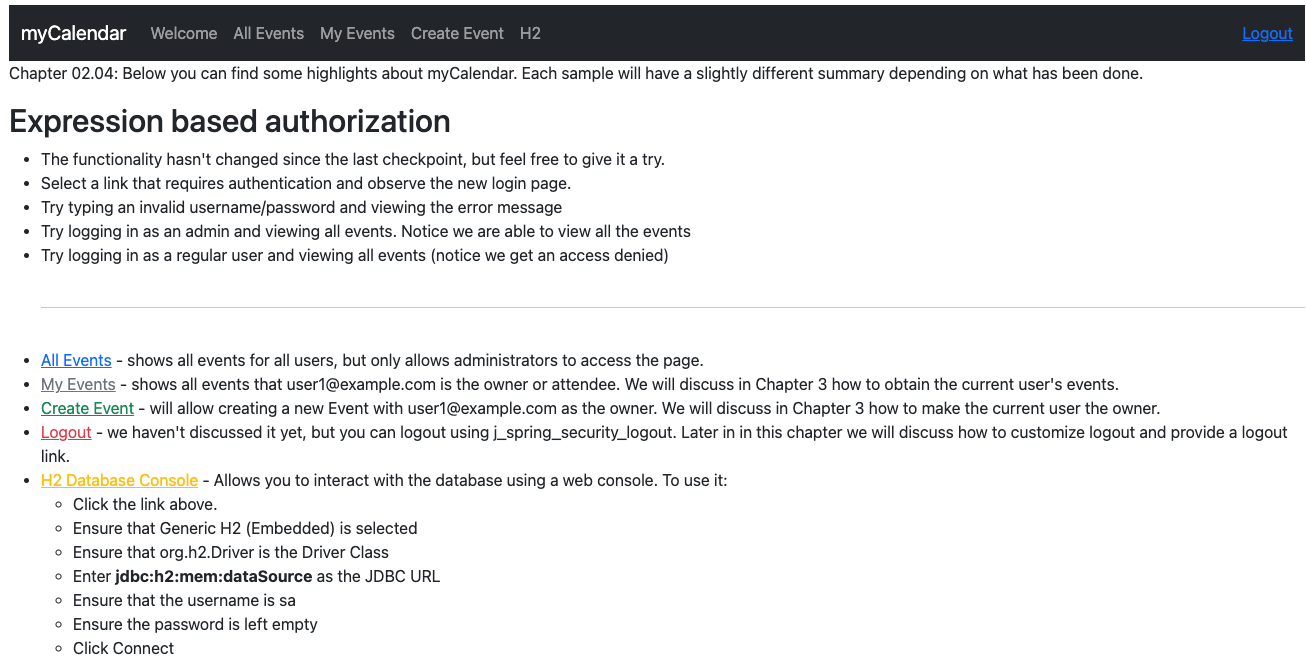 myCalendar Welcome All Events My Events Create Event H2 Logout
Chapter 02.04: Below you can find some highlights about myCalendar. Each sample will have a slightly different summary depending on what has been done.
Expression based authorization
The functionality hasn't changed since the last checkpoint, but feel free to give it a try.
Select a link that requires authentication and observe the new login page.
Try typing an invalid username/password and viewing the error message
Try logging in as an admin and viewing all events. Notice we are able to view all the events
Try logging in as a regular user and viewing all events (notice we get an access denied)
All Events - shows all events for all users, but only allows administrators to access the page.
My Events - shows all events that user1@example.com is the owner or attendee. We will discuss in Chapter 3 how to obtain the current user's events.
Create Event - will allow creating a new Event with user1@example.com as the owner. We will discuss in Chapter 3 how to make the current user the owner.
Logout - we haven't discussed it yet, but you can logout using j_spring_security_logout. Later in in this chapter we will discuss how to customize logout and provide a logout
link.
H2 Database Console - Allows you to interact with the database using a web console. To use it:
Click the link above.
Ensure that Generic H2 (Embedded) is selected
Ensure that org.h2.Driver is the Driver Class
Enter jdbc:h2:mem:dataSource as the JDBC URL
Ensure that the username is sa
Ensure the password is left empty
Click Connect